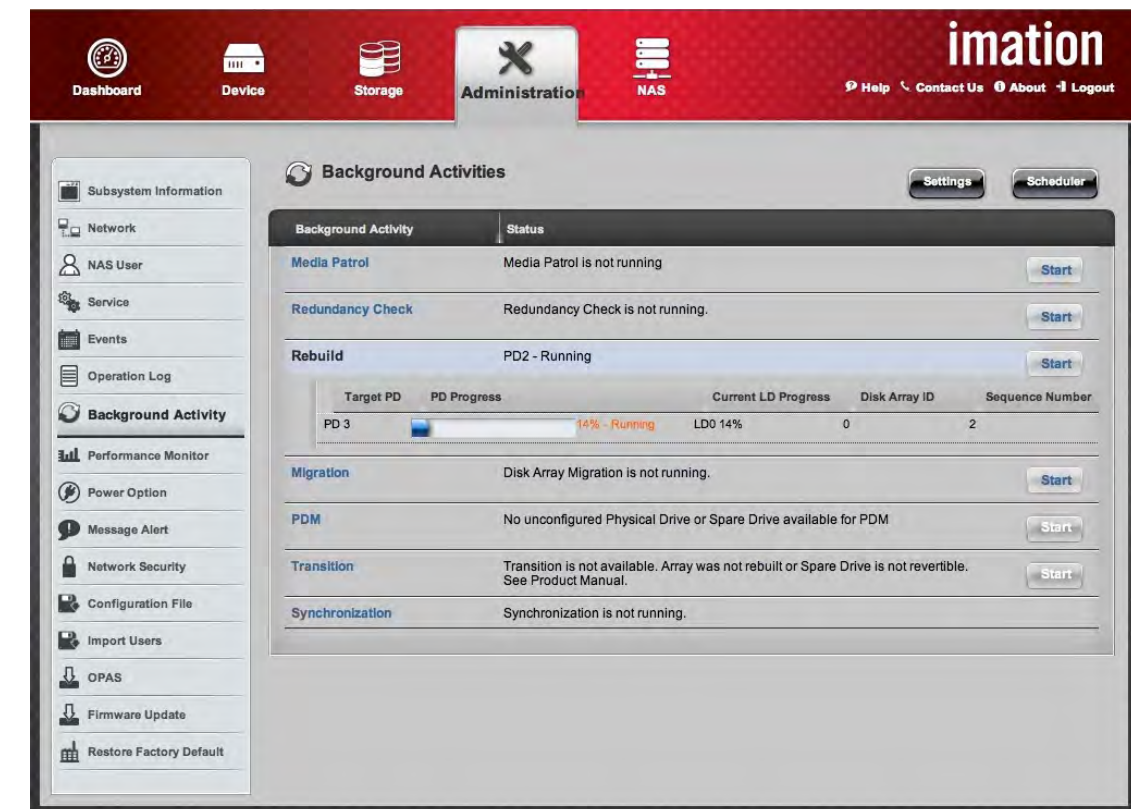 imation
Dashboard
Device
Storage
Administration
NAS
Help Contact Us About Logout
Subsystem Information
Network
NAS User
Service
Events
Operation Log
Background Activity
Performance Monitor
Power Option
Message Alert
Network Security
Configuration File
Import Users
OPAS
Firmware Update
Restore Factory Default
Background Activities
Settings
Scheduler
Background Activity Status
Media Patrol Media Patrol is not running Start
Redundancy Check Redundancy Check is not running. Start
Rebuild PD2 - Running Start
Target PD PD Progress Current LD Progress Disk Array ID Sequence Number
PD 3 14% - Running LD0 14% 0 2
Migration Disk Array Migration is not running. Start
PDM No unconfigured Physical Drive or Spare Drive available for PDM Start
Transition Transition is not available. Array was not rebuilt or Spare Drive is not revertible. Start
See Product Manual.
Synchronization Synchronization is not running.